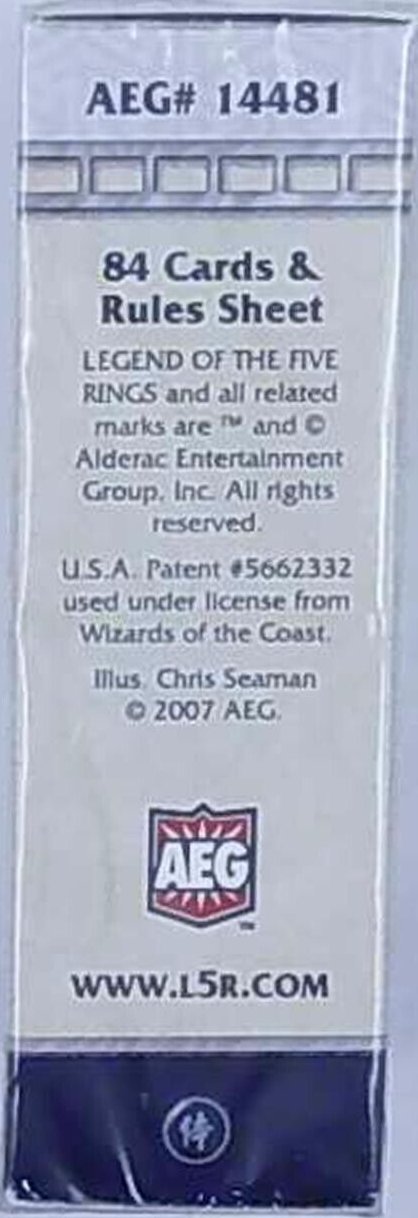 AEG# 14481
84 Cards &
Rules Sheet
LEGEND OF THE FIVE
RINGS and all related
marks are ™ and ©
Alderac Entertainment
Group, Inc. All rights
reserved.
U.S.A. Patent #5662332
used under license from
Wizards of the Coast.
Illus. Chris Seaman
© 2007 AEG.
AEG
™
WWW.L5R.COM
侍